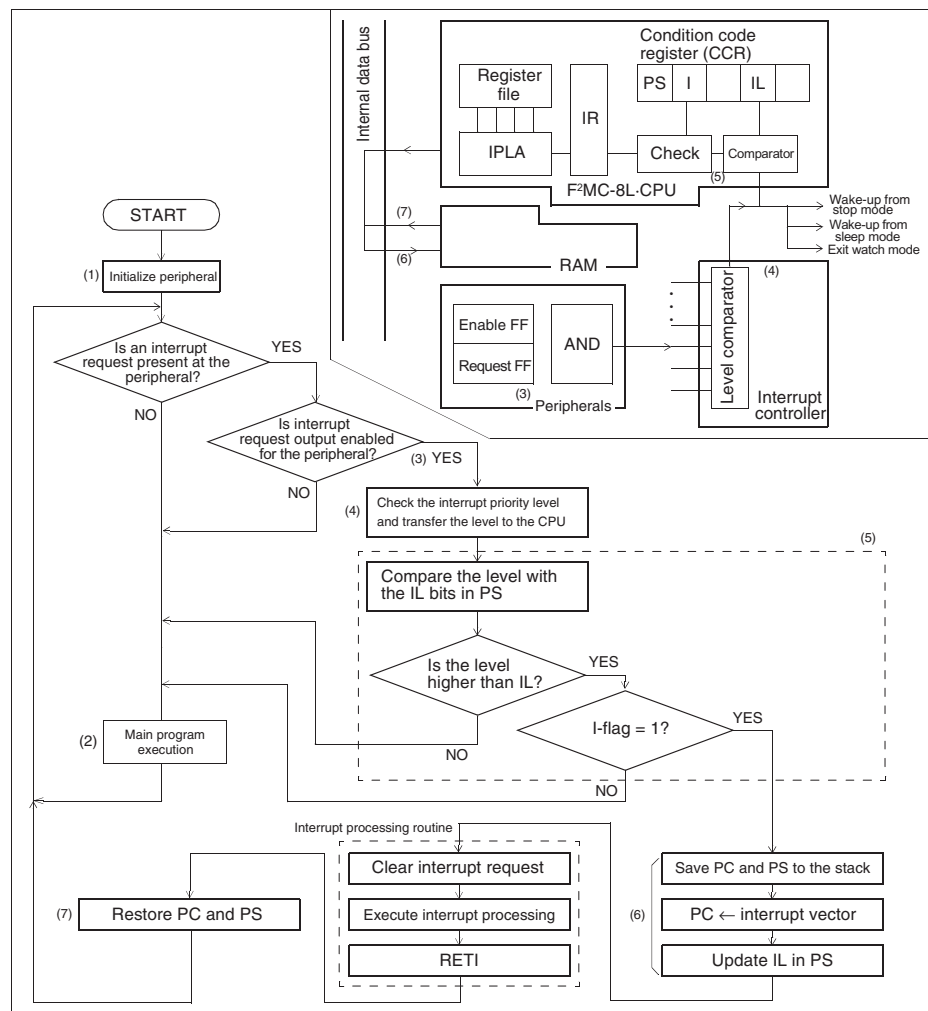 Internal data bus
Condition code
register (CCR)
PS I IL
Register
file
IR
IPLA
Check
Comparator
(5)
F²MC-8L·CPU
Wake-up from
stop mode
Wake-up from
sleep mode
Exit watch mode
(7)
(6)
RAM
(4)
Level comparator
Interrupt
controller
Enable FF
Request FF
AND
(3)
Peripherals
START
(1) Initialize peripheral
Is an interrupt
request present at the
peripheral?
YES
NO
Is interrupt
request output enabled
for the peripheral?
(3) YES
NO
(4)
Check the interrupt priority level
and transfer the level to the CPU
(5)
Compare the level with
the IL bits in PS
Is the level
higher than IL?
YES
NO
I-flag = 1?
YES
NO
(2)
Main program
execution
Interrupt processing routine
Clear interrupt request
Execute interrupt processing
RETI
Save PC and PS to the stack
(6)
PC ← interrupt vector
Update IL in PS
(7) Restore PC and PS